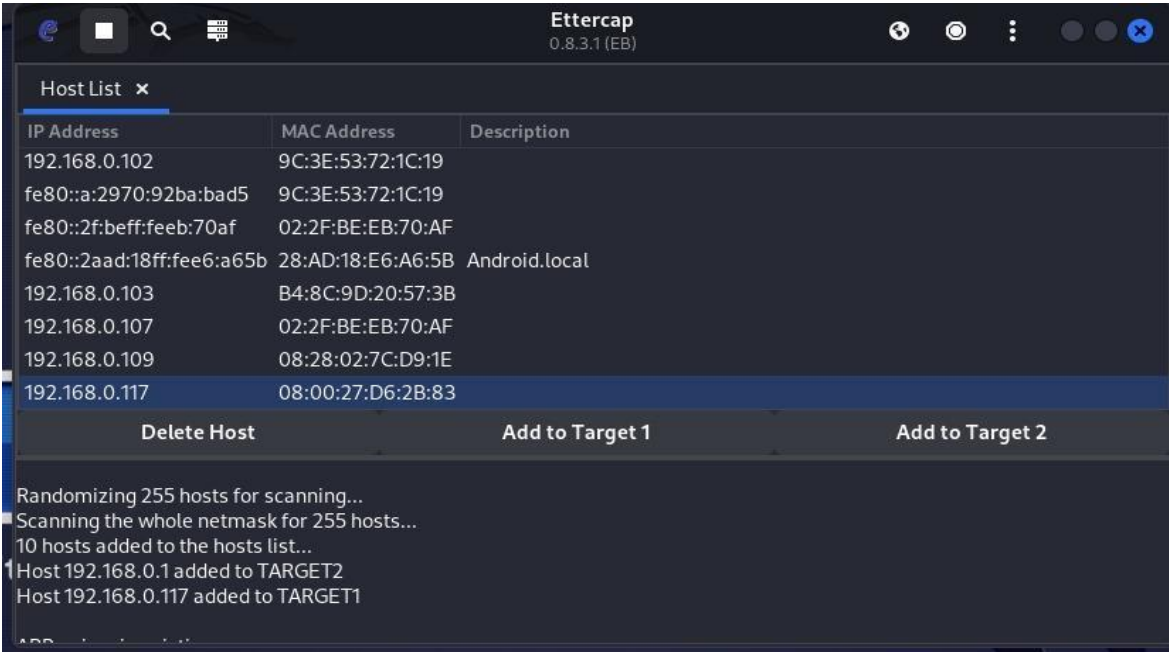 Ettercap
0.8.3.1 (EB)
Host List ×
IP Address MAC Address Description
192.168.0.102 9C:3E:53:72:1C:19
fe80::a:2970:92ba:bad5 9C:3E:53:72:1C:19
fe80::2f:beff:feeb:70af 02:2F:BE:EB:70:AF
fe80::2aad:18ff:fee6:a65b 28:AD:18:E6:A6:5B Android.local
192.168.0.103 B4:8C:9D:20:57:3B
192.168.0.107 02:2F:BE:EB:70:AF
192.168.0.109 08:28:02:7C:D9:1E
192.168.0.117 08:00:27:D6:2B:83
Delete Host Add to Target 1 Add to Target 2
Randomizing 255 hosts for scanning...
Scanning the whole netmask for 255 hosts...
10 hosts added to the hosts list...
Host 192.168.0.1 added to TARGET2
Host 192.168.0.117 added to TARGET1